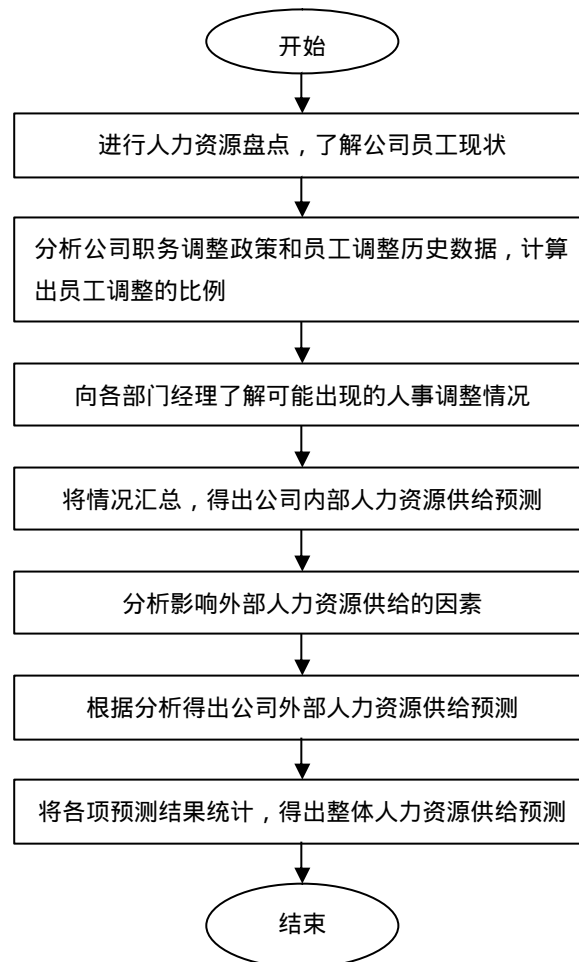 开始
进行人力资源盘点，了解公司员工现状
分析公司职务调整政策和员工调整历史数据，计算
出员工调整的比例
向各部门经理了解可能出现的人事调整情况
将情况汇总，得出公司内部人力资源供给预测
分析影响外部人力资源供给的因素
根据分析得出公司外部人力资源供给预测
将各项预测结果统计，得出整体人力资源供给预测
结束